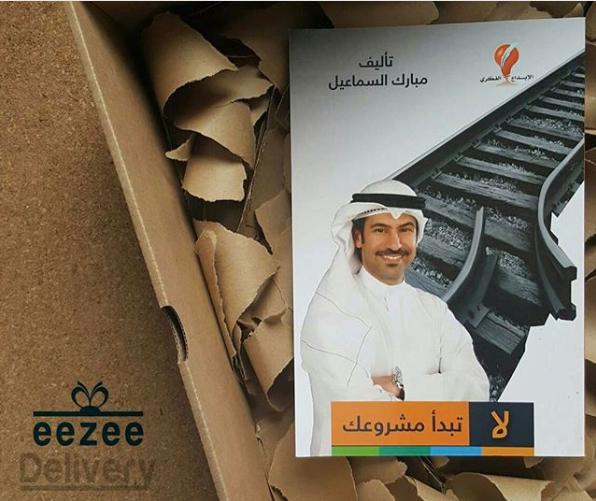 تأليف
مبارك السماعيل
الإبداع الفكري
لا تبدأ مشروعك
eezee
Delivery